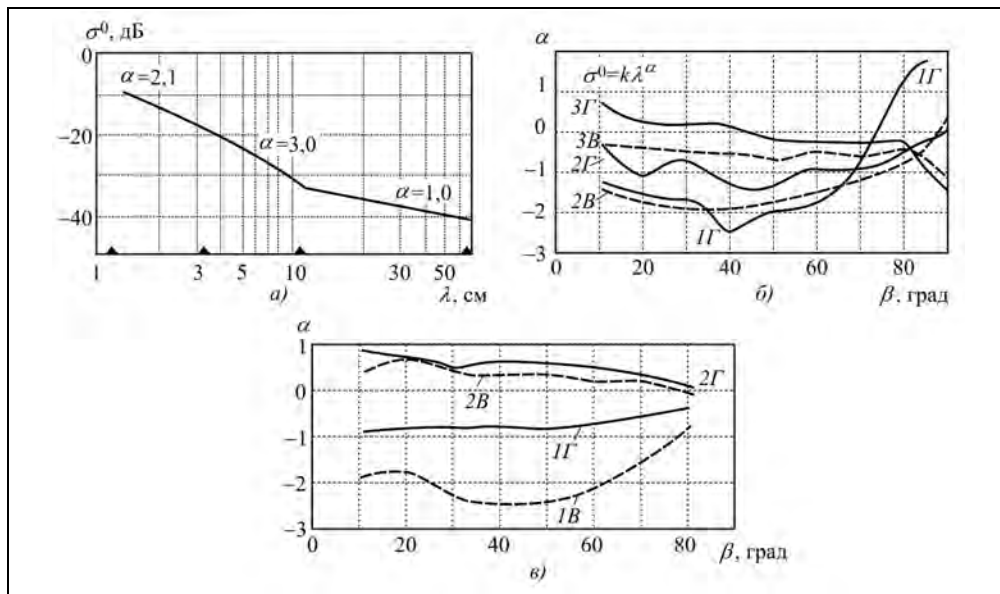 σ⁰, дБ
0
–20
–40
α=2,1
α=3,0
α=1,0
1 3 5 10 30 50
а) λ, см
α
1
0
–1
–2
–3
σ⁰=kλᵅ
1Г
3Г
3В
2Г
2В
1Г
0 20 40 60 80
б) β, град
α
1
0
–1
–2
–3
2В
2Г
1Г
1В
0 20 40 60 80
β, град
в)